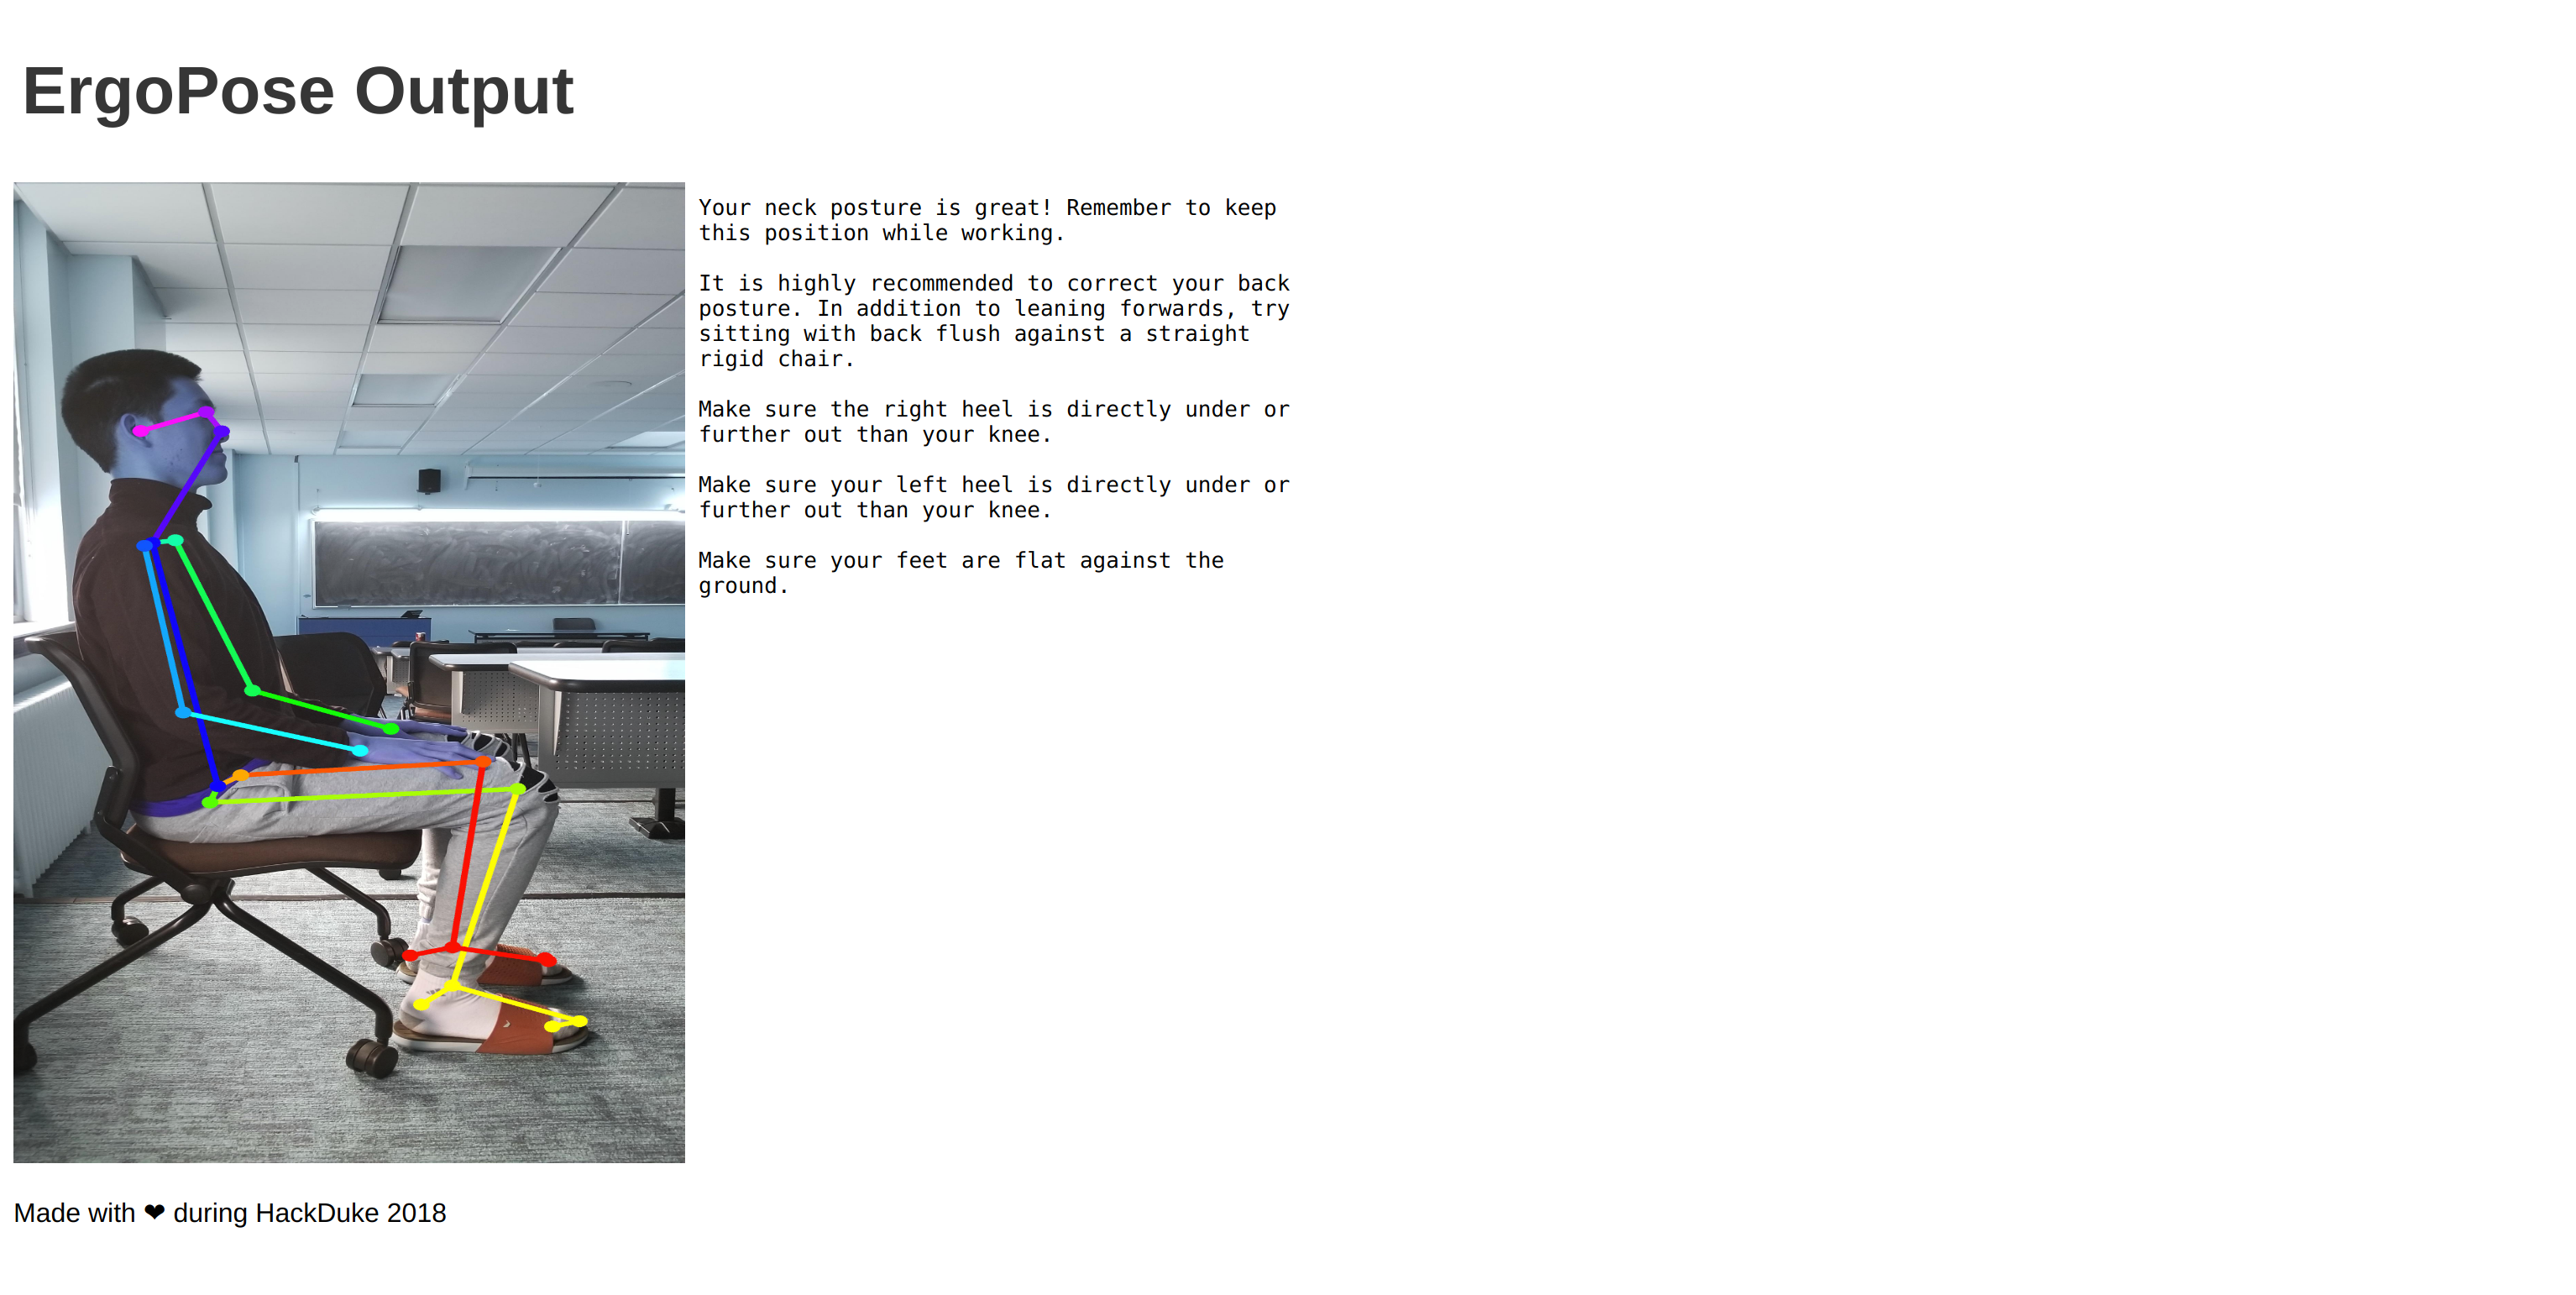 ErgoPose Output
Your neck posture is great! Remember to keep
this position while working.
It is highly recommended to correct your back
posture. In addition to leaning forwards, try
sitting with back flush against a straight
rigid chair.
Make sure the right heel is directly under or
further out than your knee.
Make sure your left heel is directly under or
further out than your knee.
Make sure your feet are flat against the
ground.
Made with ❤ during HackDuke 2018